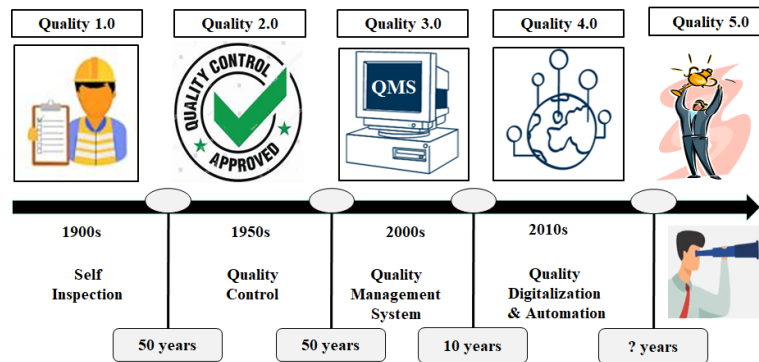 Quality 1.0
Quality 2.0
Quality 3.0
Quality 4.0
Quality 5.0
QUALITY CONTROL
APPROVED
QMS
1900s
1950s
2000s
2010s
Self
Inspection
Quality
Control
Quality
Management
System
Quality
Digitalization
& Automation
50 years
50 years
10 years
? years